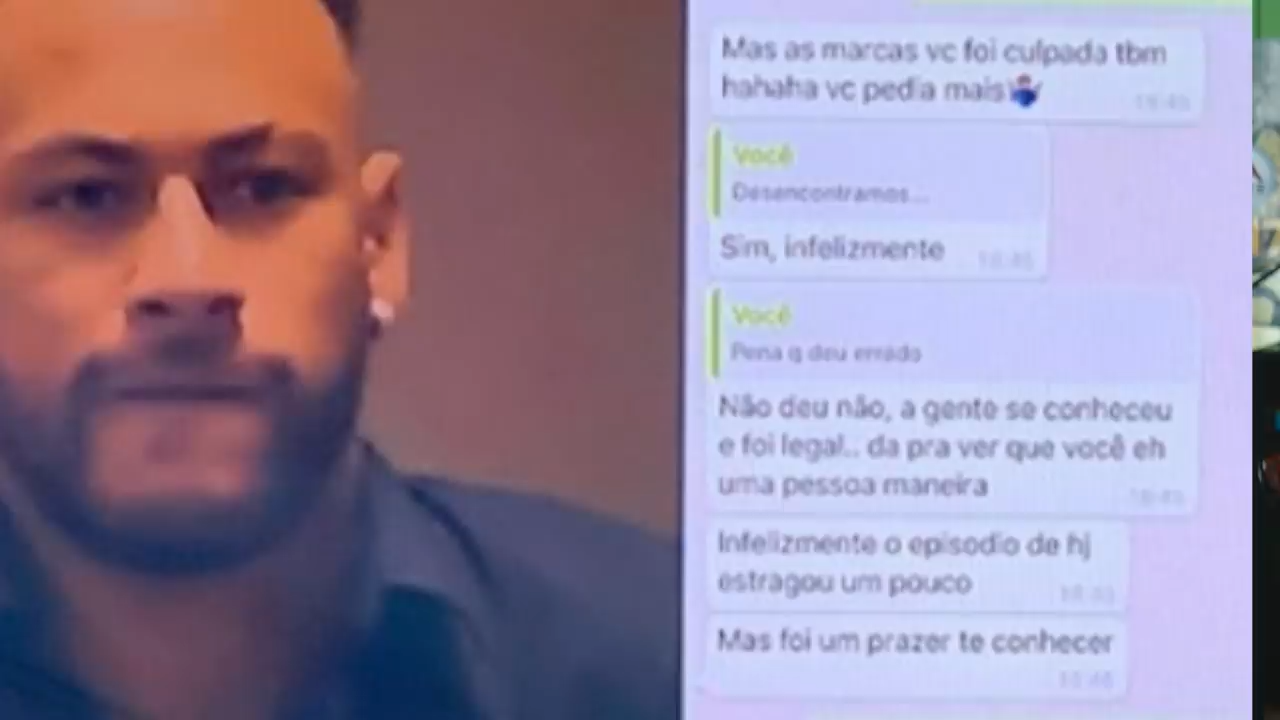 Mas as marcas vc foi culpada tbm
hahaha vc pedia mais
Você
Desencontramos...
Sim, infelizmente
Você
Pena q deu errado
Não deu não, a gente se conheceu
e foi legal.. da pra ver que você eh
uma pessoa maneira
Infelizmente o episodio de hj
estragou um pouco
Mas foi um prazer te conhecer